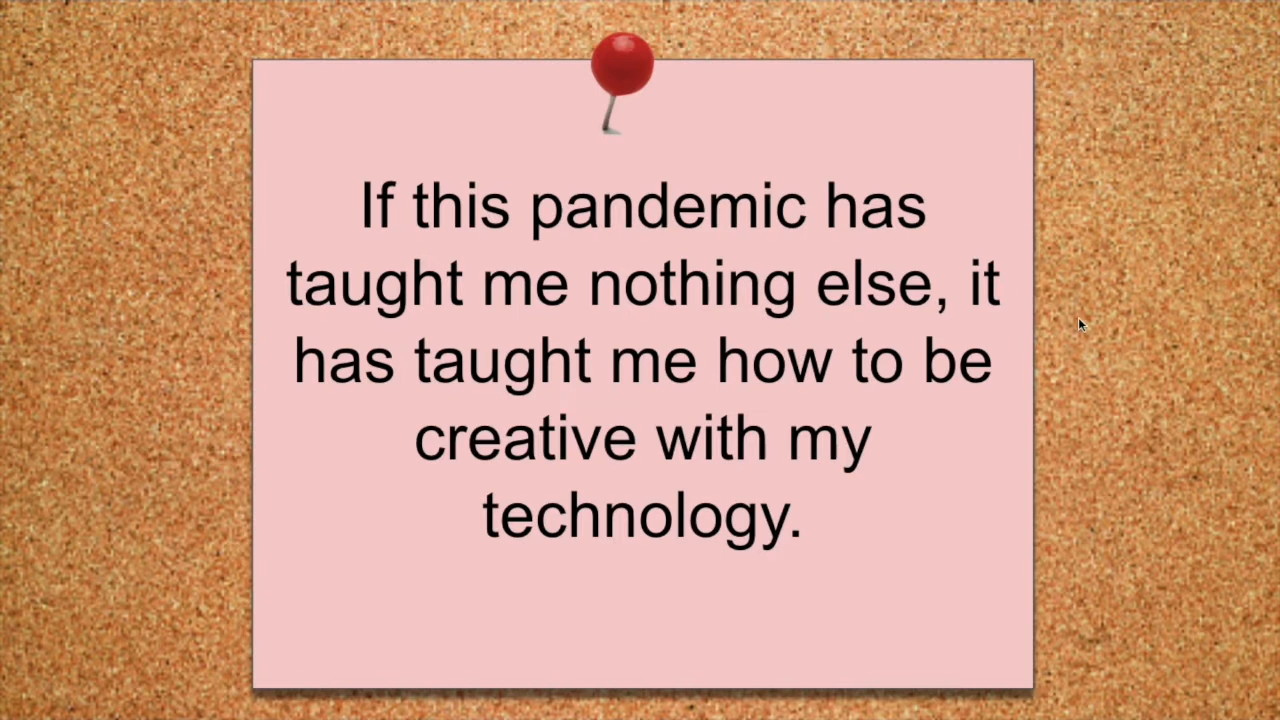 If this pandemic has
taught me nothing else, it
has taught me how to be
creative with my
technology.